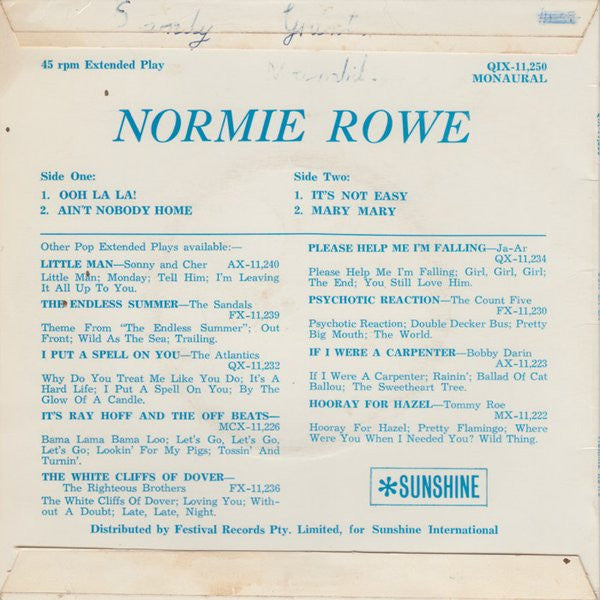 45 rpm Extended Play
QIX-11,250
MONAURAL
NORMIE ROWE
Side One:
1. OOH LA LA!
2. AIN'T NOBODY HOME
Side Two:
1. IT'S NOT EASY
2. MARY MARY
Other Pop Extended Plays available:—
LITTLE MAN—Sonny and Cher AX-11,240
Little Man; Monday; Tell Him; I'm Leaving
It All Up To You.
THE ENDLESS SUMMER—The Sandals
FX-11,239
Theme From "The Endless Summer"; Out
Front; Wild As The Sea; Trailing.
I PUT A SPELL ON YOU—The Atlantics
QX-11,232
Why Do You Treat Me Like You Do; It's A
Hard Life; I Put A Spell On You; By The
Glow Of A Candle.
IT'S RAY HOFF AND THE OFF BEATS—
MCX-11,226
Bama Lama Bama Loo; Let's Go, Let's Go,
Let's Go; Lookin' For My Pigs; Tossin' And
Turnin'.
THE WHITE CLIFFS OF DOVER—
The Righteous Brothers FX-11,236
The White Cliffs Of Dover; Loving You; With-
out A Doubt; Late, Late, Night.
PLEASE HELP ME I'M FALLING—Ja-Ar
QX-11,234
Please Help Me I'm Falling; Girl, Girl, Girl;
The End; You Still Love Him.
PSYCHOTIC REACTION—The Count Five
FX-11,230
Psychotic Reaction; Double Decker Bus; Pretty
Big Mouth; The World.
IF I WERE A CARPENTER—Bobby Darin
AX-11,223
If I Were A Carpenter; Rainin'; Ballad Of Cat
Ballou; The Sweetheart Tree.
HOORAY FOR HAZEL—Tommy Roe
MX-11,222
Hooray For Hazel; Pretty Flamingo; Where
Were You When I Needed You? Wild Thing.
*SUNSHINE
Distributed by Festival Records Pty. Limited, for Sunshine International